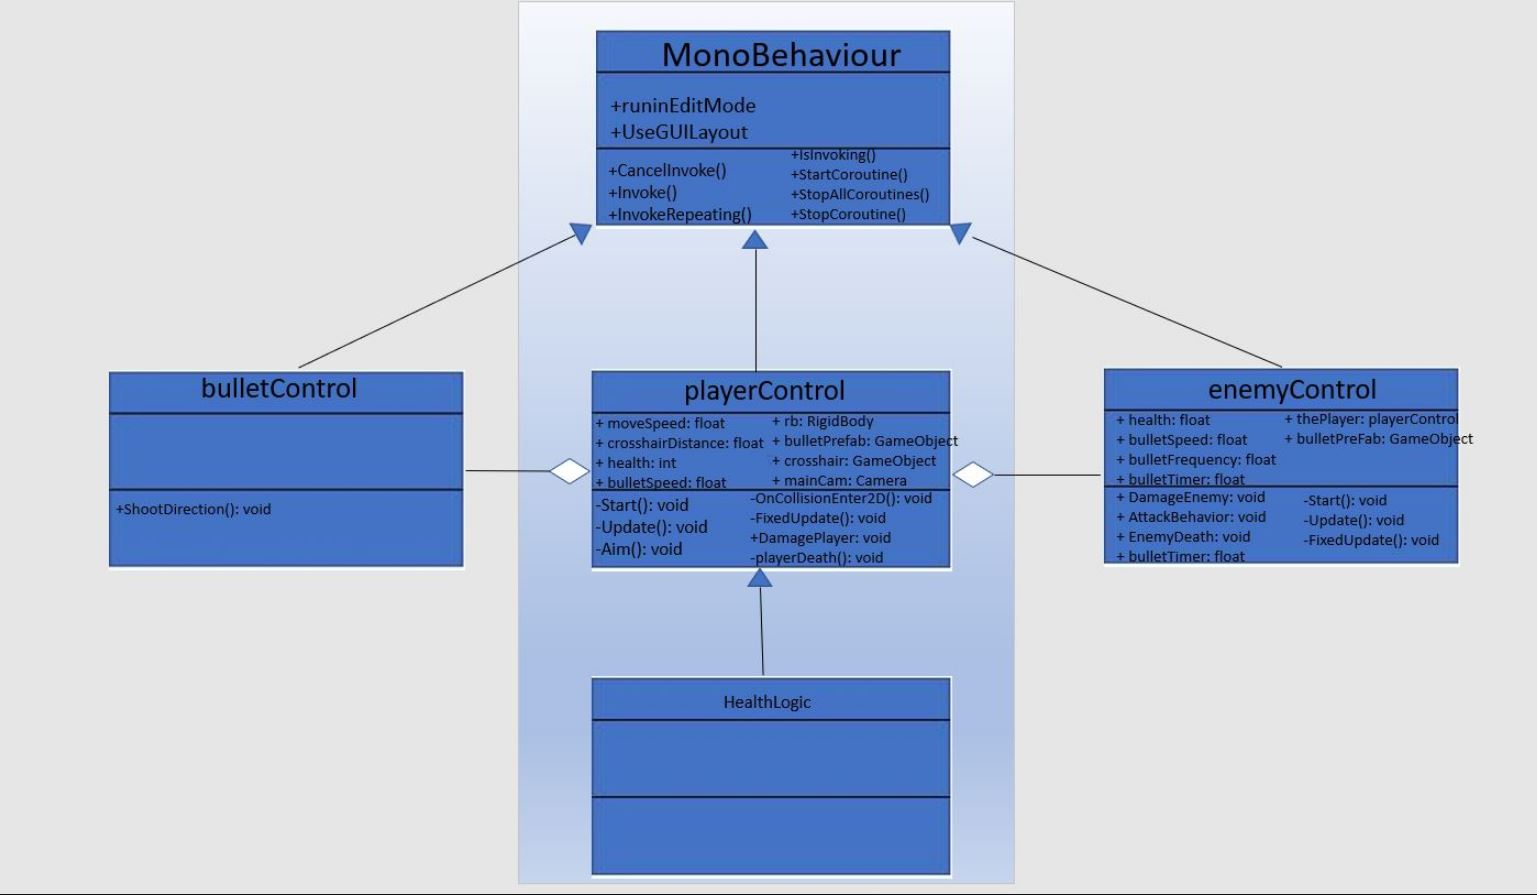 MonoBehaviour
+runinEditMode
+UseGUILayout
+CancelInvoke()
+Invoke()
+InvokeRepeating()
+IsInvoking()
+StartCoroutine()
+StopAllCoroutines()
+StopCoroutine()
bulletControl
+ShootDirection(): void
playerControl
+ moveSpeed: float
+ crosshairDistance: float
+ health: int
+ bulletSpeed: float
+ rb: RigidBody
+ bulletPrefab: GameObject
+ crosshair: GameObject
+ mainCam: Camera
-Start(): void
-Update(): void
-Aim(): void
-OnCollisionEnter2D(): void
-FixedUpdate(): void
+DamagePlayer: void
-playerDeath(): void
enemyControl
+ health: float
+ bulletSpeed: float
+ bulletFrequency: float
+ bulletTimer: float
+ thePlayer: playerControl
+ bulletPreFab: GameObject
+ DamageEnemy: void
+ AttackBehavior: void
+ EnemyDeath: void
+ bulletTimer: float
-Start(): void
-Update(): void
-FixedUpdate(): void
HealthLogic